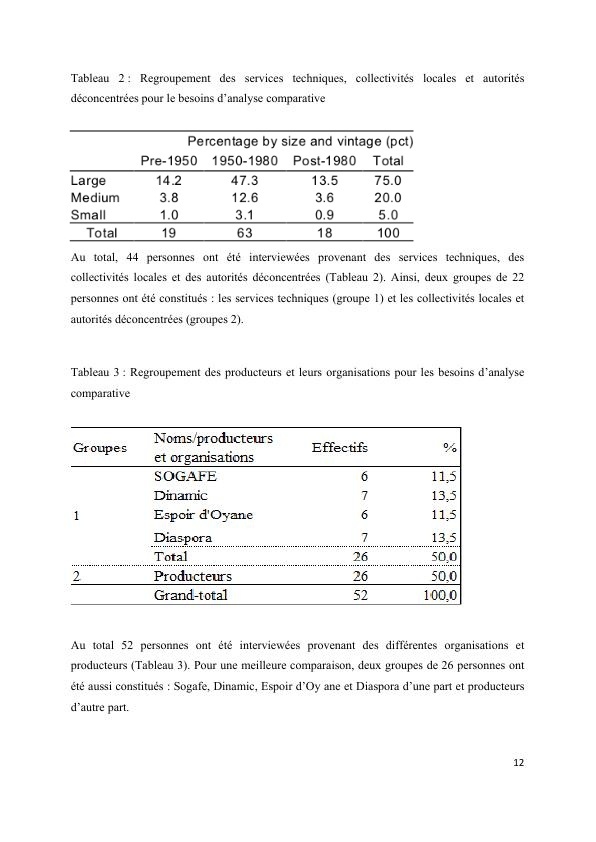 Tableau 2 : Regroupement des services techniques, collectivités locales et autorités
déconcentrées pour le besoins d'analyse comparative
Percentage by size and vintage (pct)
Pre-1950 1950-1980 Post-1980 Total
Large 14.2 47.3 13.5 75.0
Medium 3.8 12.6 3.6 20.0
Small 1.0 3.1 0.9 5.0
Total 19 63 18 100
Au total, 44 personnes ont été interviewées provenant des services techniques, des
collectivités locales et des autorités déconcentrées (Tableau 2). Ainsi, deux groupes de 22
personnes ont été constitués : les services techniques (groupe 1) et les collectivités locales et
autorités déconcentrées (groupes 2).
Tableau 3 : Regroupement des producteurs et leurs organisations pour les besoins d'analyse
comparative
Groupes Noms/producteurs et organisations Effectifs %
SOGAFE 6 11,5
Dinamic 7 13,5
1 Espoir d'Oyane 6 11,5
Diaspora 7 13,5
Total 26 50,0
2 Producteurs 26 50,0
Grand-total 52 100,0
Au total 52 personnes ont été interviewées provenant des différentes organisations et
producteurs (Tableau 3). Pour une meilleure comparaison, deux groupes de 26 personnes ont
été aussi constitués : Sogafe, Dinamic, Espoir d'Oy ane et Diaspora d'une part et producteurs
d'autre part.
12